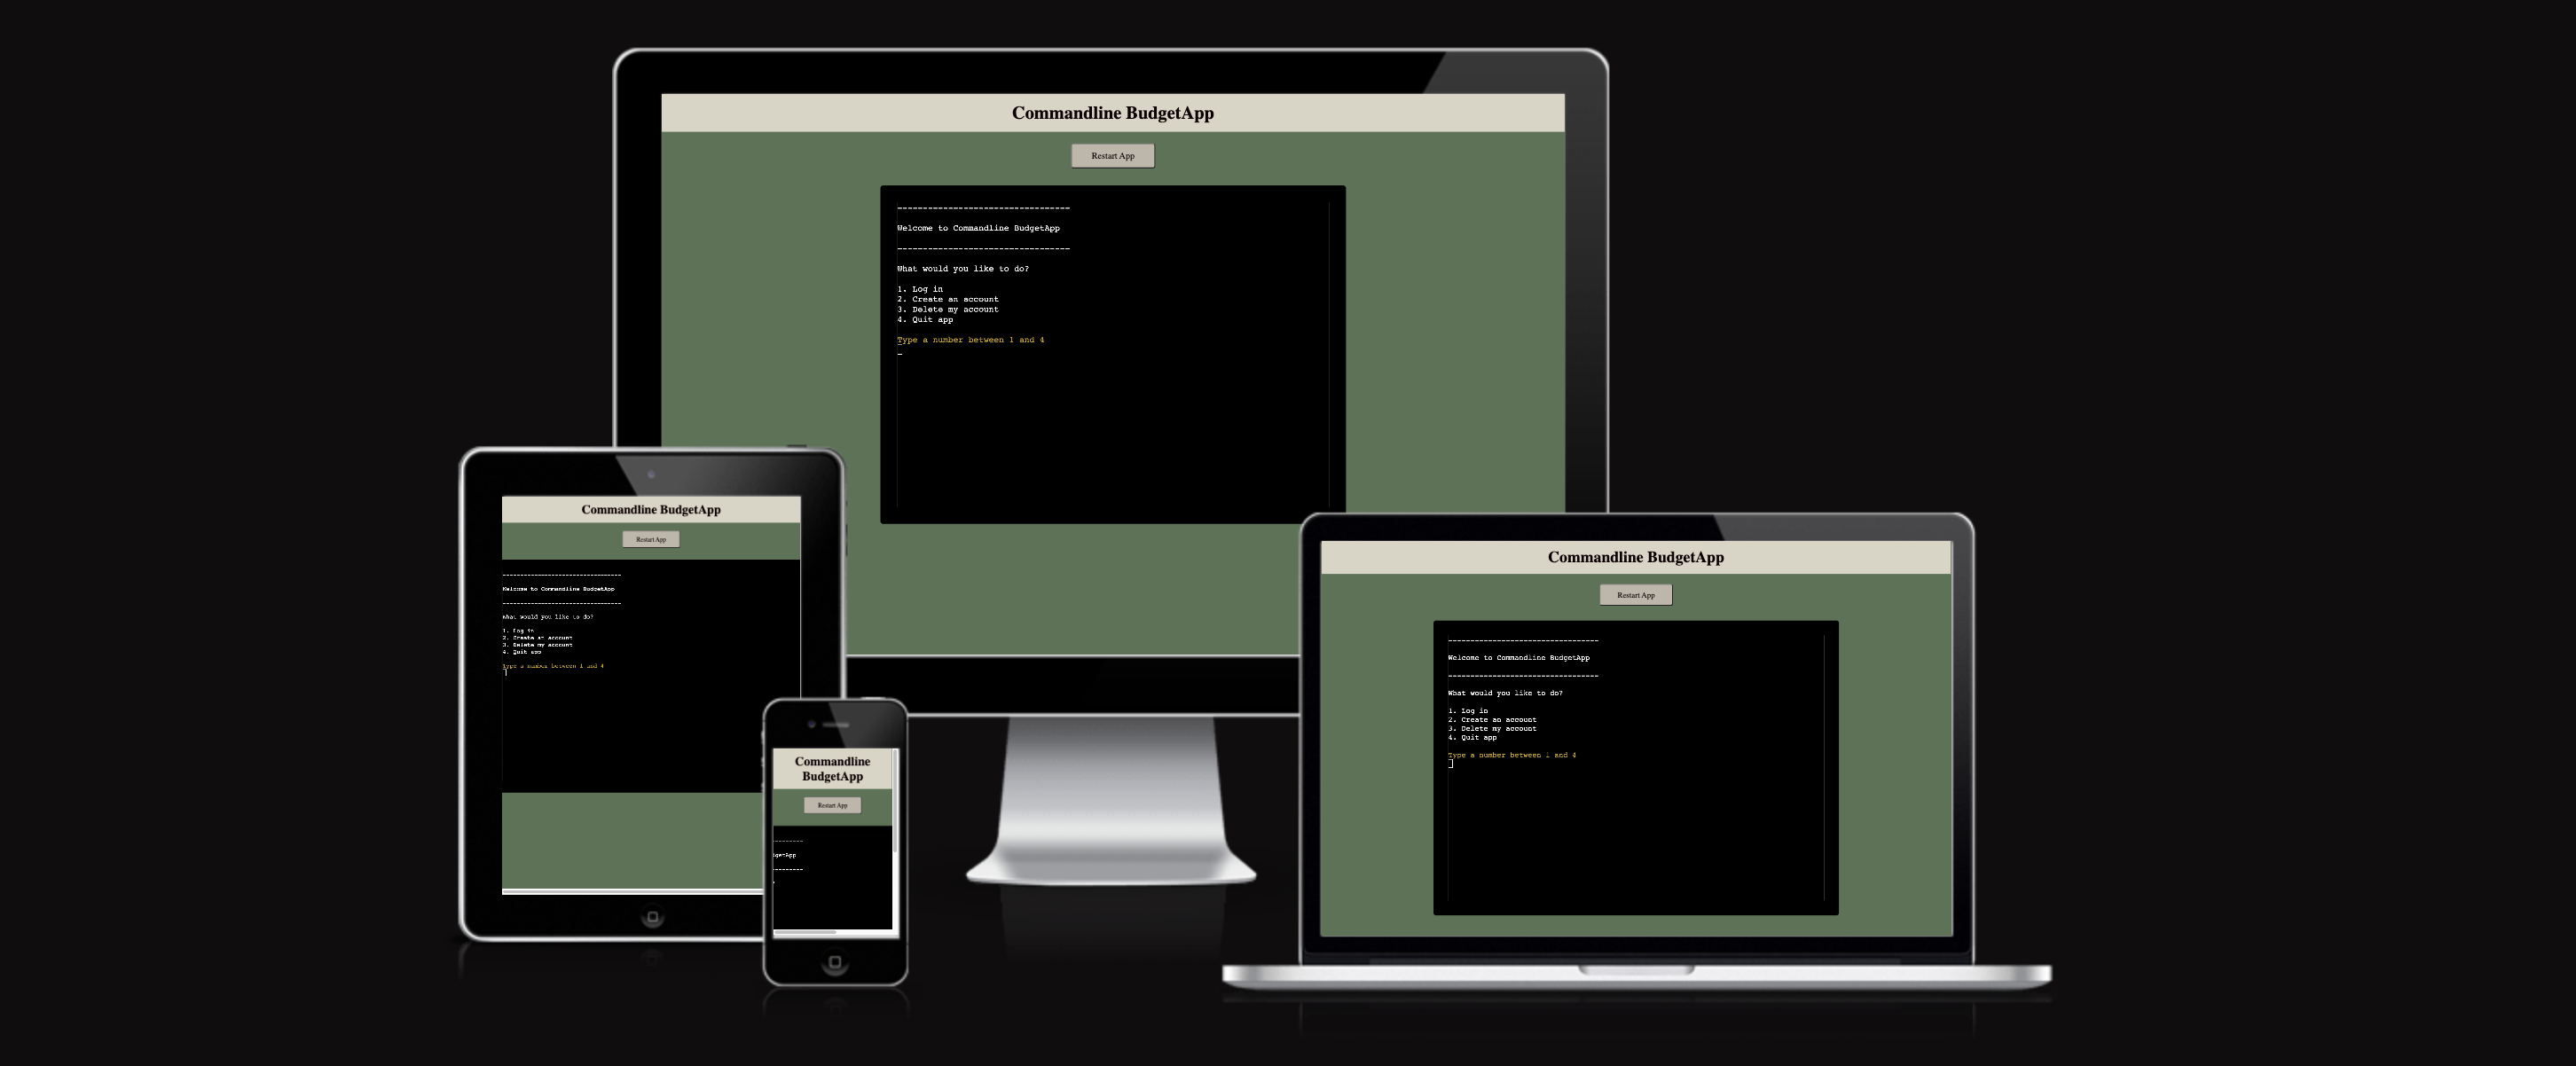 Commandline BudgetApp
Restart App
----------------------------------
Welcome to Commandline BudgetApp
----------------------------------
What would you like to do?
1. Log in
2. Create an account
3. Delete my account
4. Quit app
Type a number between 1 and 4
Commandline BudgetApp
Restart App
----------------------------------
Welcome to Commandline BudgetApp
----------------------------------
What would you like to do?
1. Log in
2. Create an account
3. Delete my account
4. Quit app
Type a number between 1 and 4
Commandline
BudgetApp
Restart App
---------
getApp
---------
Commandline BudgetApp
Restart App
----------------------------------
Welcome to Commandline BudgetApp
----------------------------------
What would you like to do?
1. Log in
2. Create an account
3. Delete my account
4. Quit app
Type a number between 1 and 4